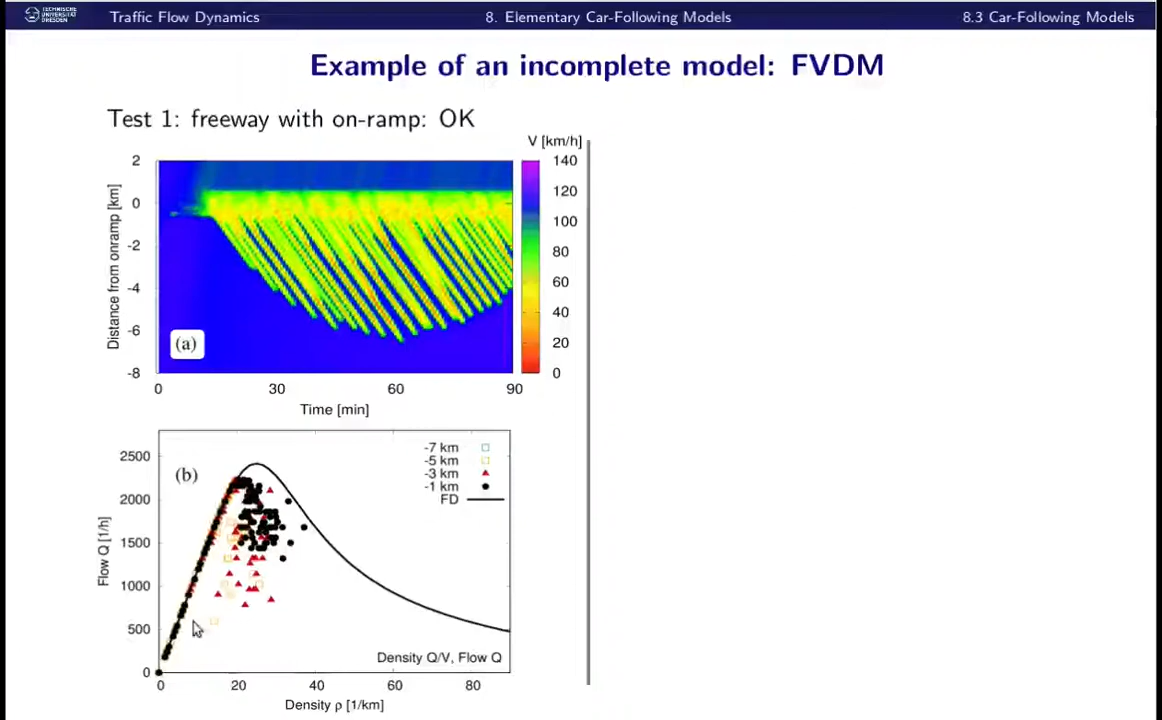 TECHNISCHE
UNIVERSITÄT
DRESDEN
Traffic Flow Dynamics
8. Elementary Car-Following Models
8.3 Car-Following Models
Example of an incomplete model: FVDM
Test 1: freeway with on-ramp: OK
V [km/h]
2
0
-2
-4
-6
-8
Distance from onramp [km]
(a)
140
120
100
80
60
40
20
0
0 30 60 90
Time [min]
2500
2000
1500
1000
500
0
Flow Q [1/h]
(b)
-7 km
-5 km
-3 km
-1 km
FD
Density Q/V, Flow Q
0 20 40 60 80
Density ρ [1/km]